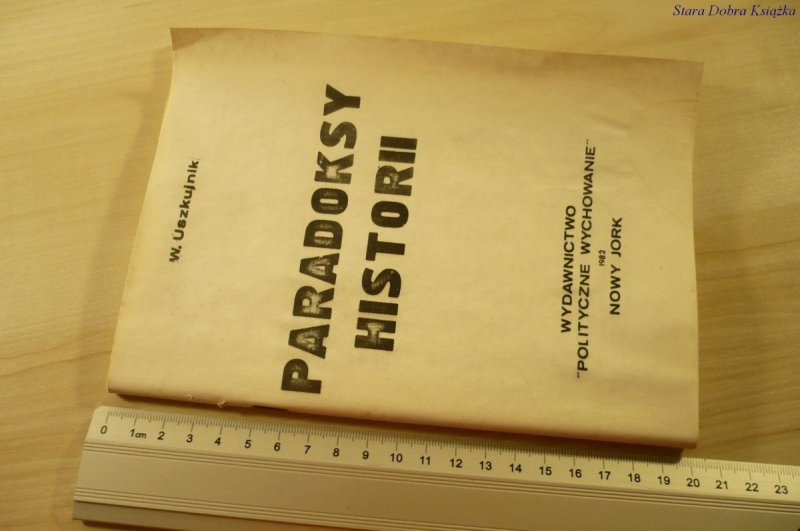 Stara Dobra Książka
W. Uszkujnik
PARADOKSY
HISTORII
WYDAWNICTWO
"POLITYCZNE WYCHOWANIE"
1982
NOWY JORK
0 1cm 2 3 4 5 6 7 8 9 10 11 12 13 14 15 16 17 18 19 20 21 22 23